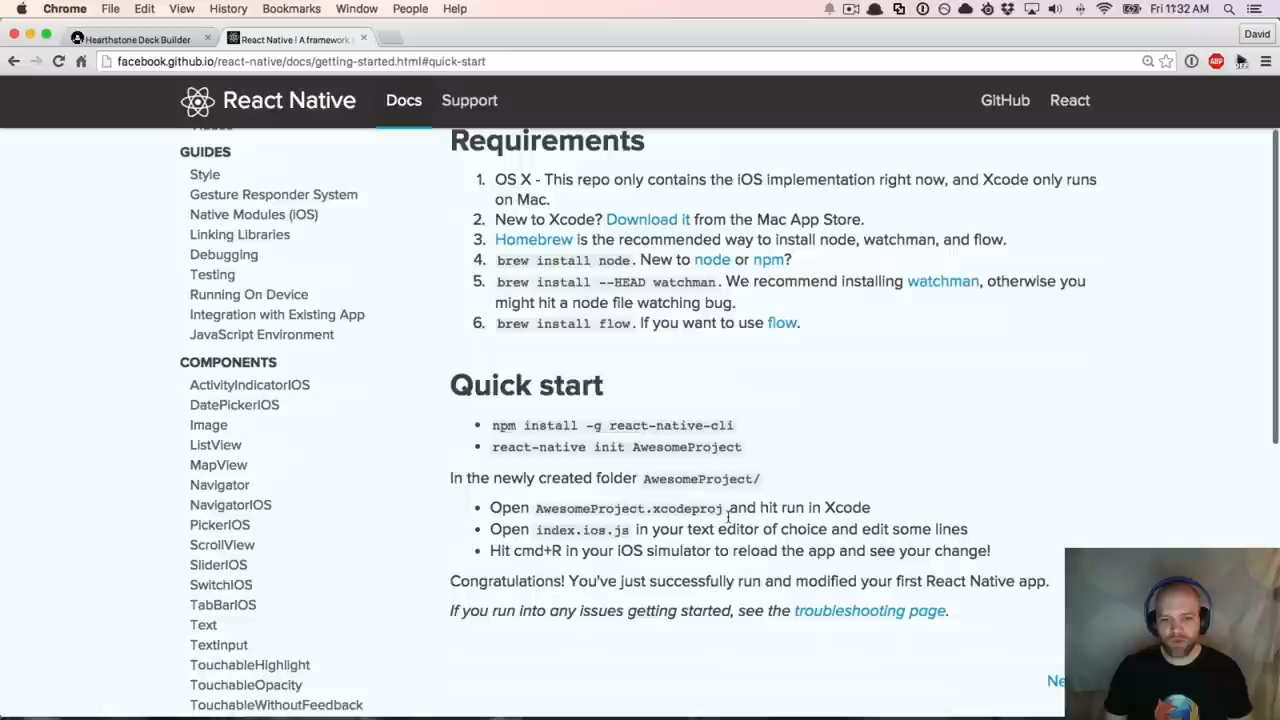 Chrome File Edit View History Bookmarks Window People Help Fri 11:32 AM
Hearthstone Deck Builder React Native | A framework David
facebook.github.io/react-native/docs/getting-started.html#quick-start ABP
React Native Docs Support GitHub React
GUIDES
Style
Gesture Responder System
Native Modules (iOS)
Linking Libraries
Debugging
Testing
Running On Device
Integration with Existing App
JavaScript Environment
COMPONENTS
ActivityIndicatorIOS
DatePickerIOS
Image
ListView
MapView
Navigator
NavigatorIOS
PickerIOS
ScrollView
SliderIOS
SwitchIOS
TabBarIOS
Text
TextInput
TouchableHighlight
TouchableOpacity
TouchableWithoutFeedback
Requirements
1. OS X - This repo only contains the iOS implementation right now, and Xcode only runs
on Mac.
2. New to Xcode? Download it from the Mac App Store.
3. Homebrew is the recommended way to install node, watchman, and flow.
4. brew install node. New to node or npm?
5. brew install --HEAD watchman. We recommend installing watchman, otherwise you
might hit a node file watching bug.
6. brew install flow. If you want to use flow.
Quick start
• npm install -g react-native-cli
• react-native init AwesomeProject
In the newly created folder AwesomeProject/
• Open AwesomeProject.xcodeproj and hit run in Xcode
• Open index.ios.js in your text editor of choice and edit some lines
• Hit cmd+R in your iOS simulator to reload the app and see your change!
Congratulations! You've just successfully run and modified your first React Native app.
If you run into any issues getting started, see the troubleshooting page.